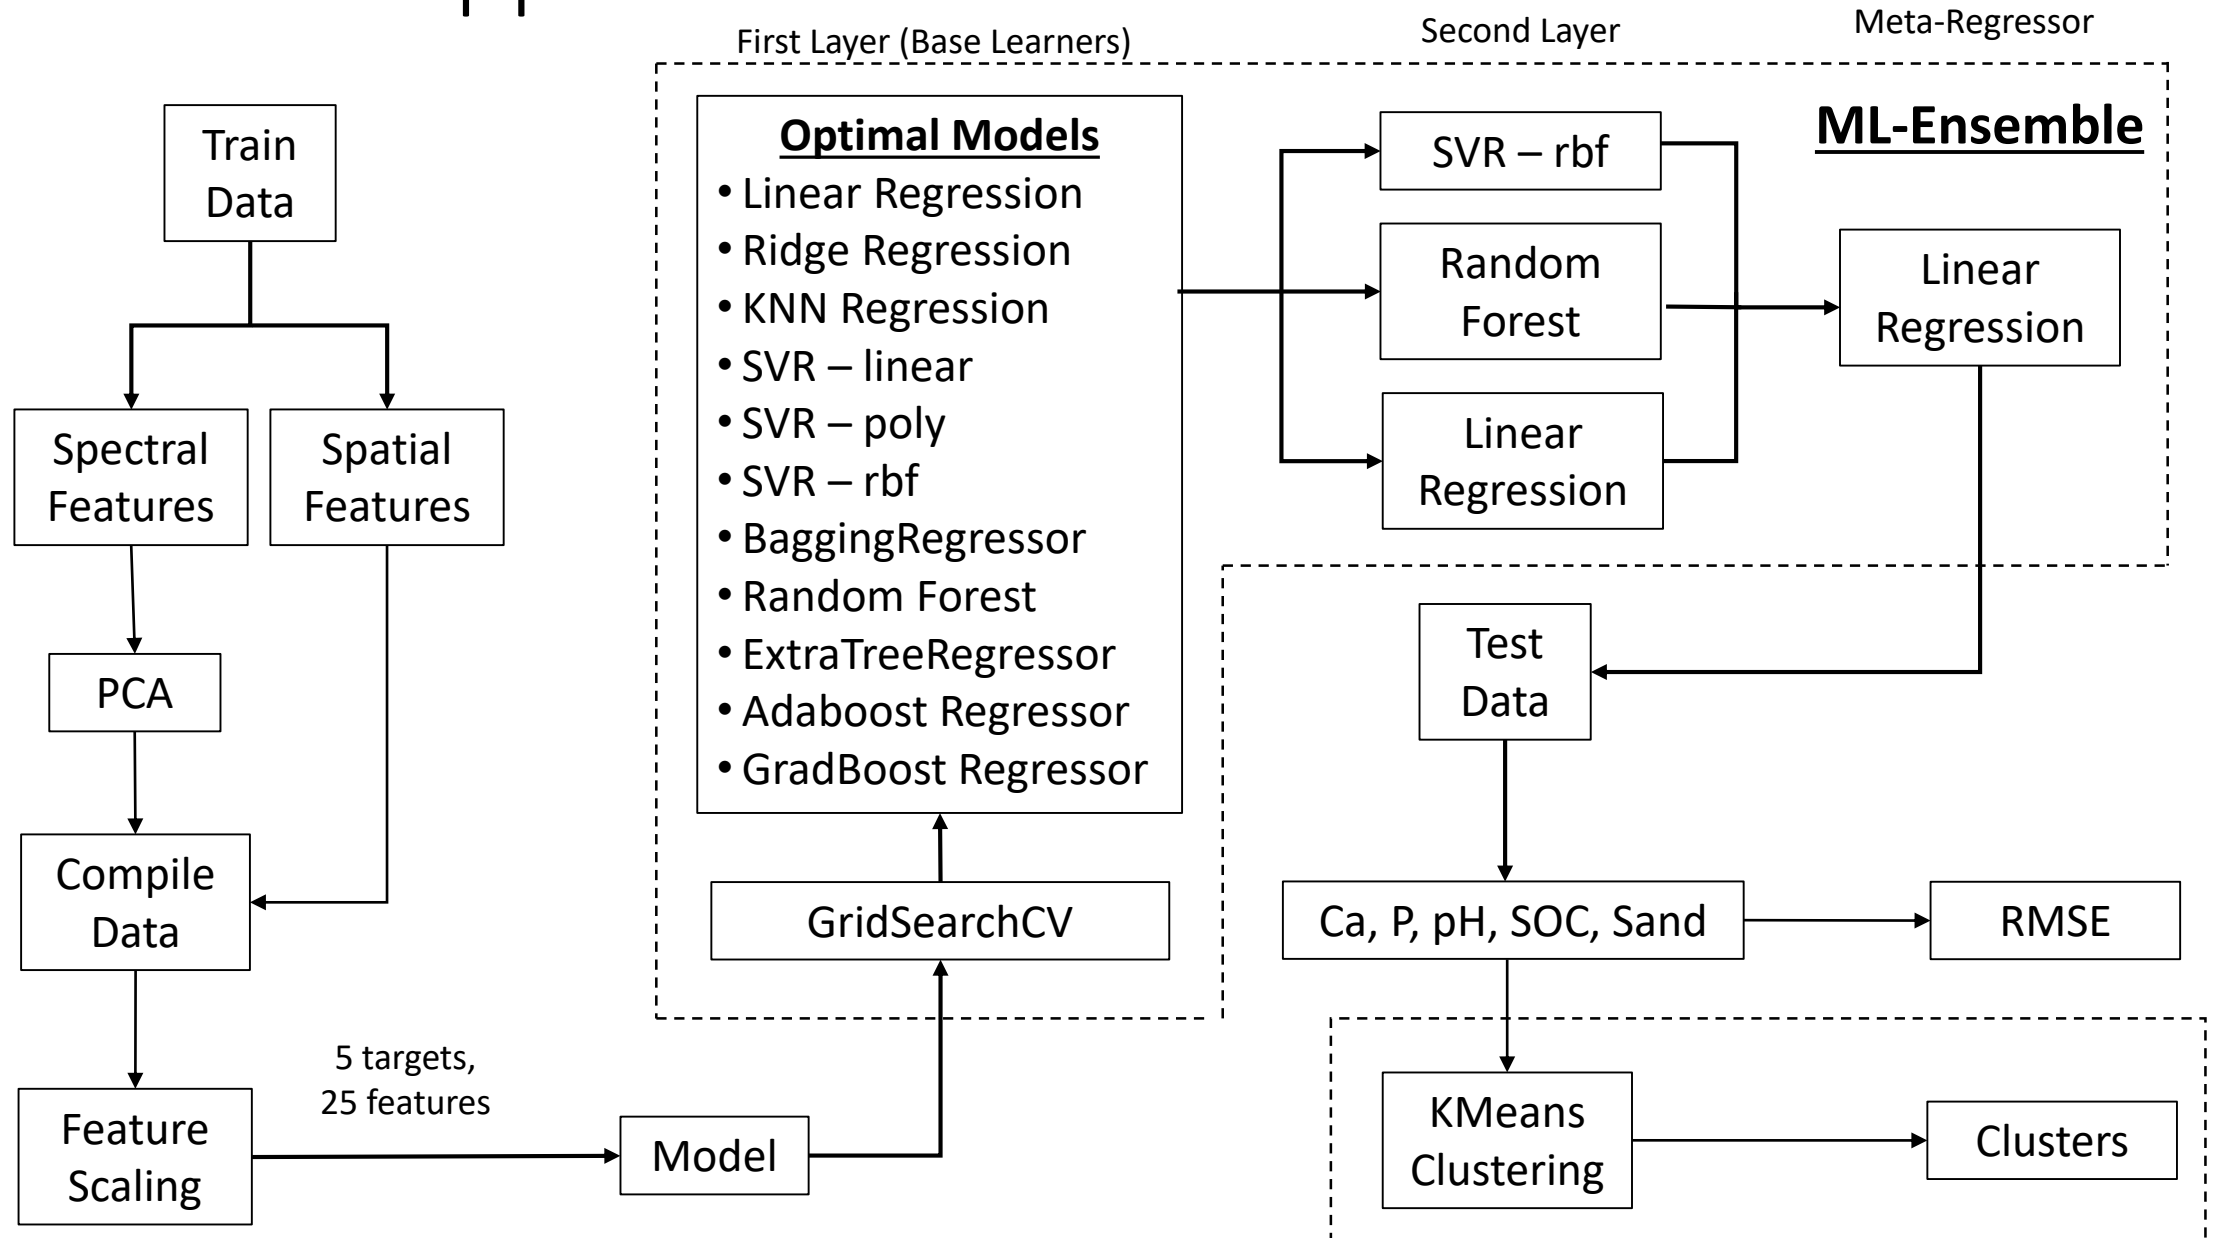 First Layer (Base Learners)
Second Layer
Meta-Regressor
ML-Ensemble
Train
Data
Spectral
Features
Spatial
Features
PCA
Compile
Data
Feature
Scaling
5 targets,
25 features
Model
GridSearchCV
Optimal Models
• Linear Regression
• Ridge Regression
• KNN Regression
• SVR – linear
• SVR – poly
• SVR – rbf
• BaggingRegressor
• Random Forest
• ExtraTreeRegressor
• Adaboost Regressor
• GradBoost Regressor
SVR – rbf
Random
Forest
Linear
Regression
Linear
Regression
Test
Data
Ca, P, pH, SOC, Sand
RMSE
KMeans
Clustering
Clusters